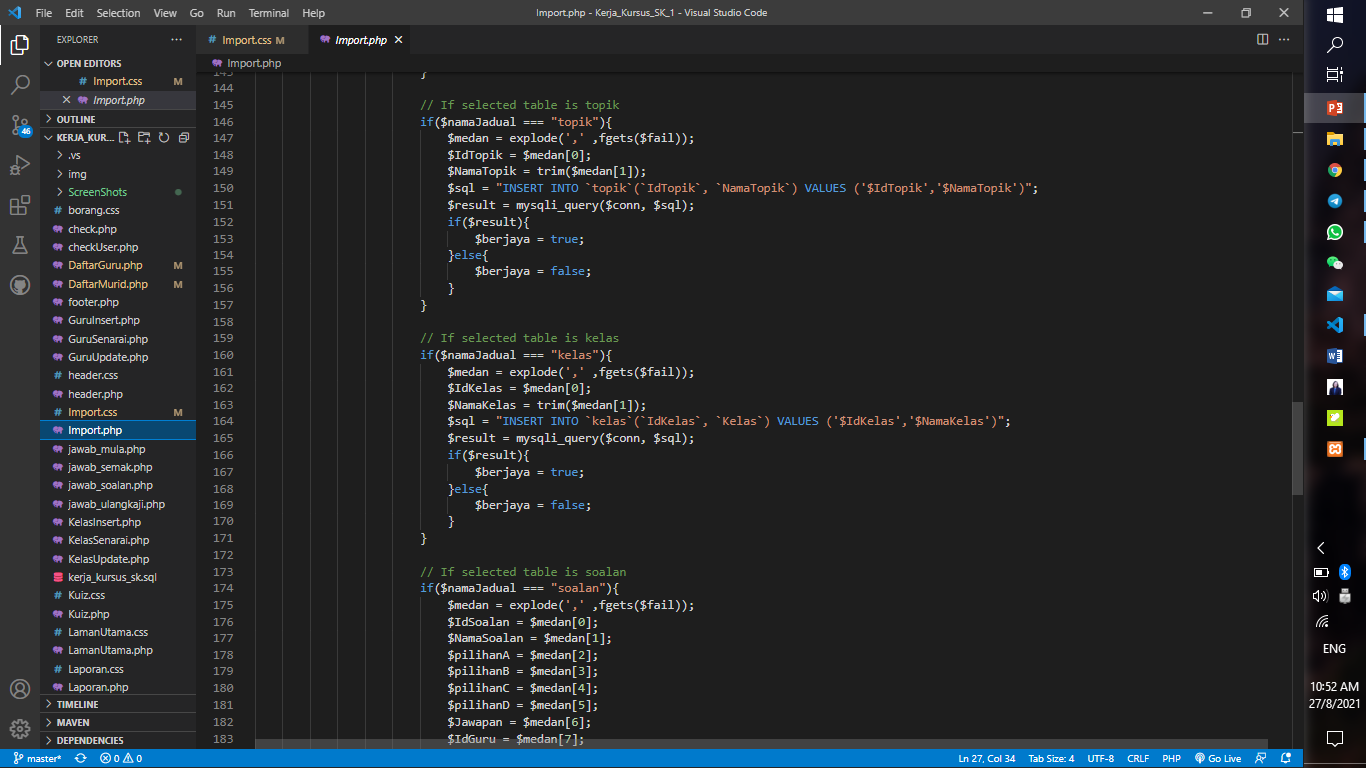 File Edit Selection View Go Run Terminal Help
Import.php - Kerja_Kursus_SK_1 - Visual Studio Code
EXPLORER
OPEN EDITORS
Import.css M
Import.php
OUTLINE
KERJA_KUR...
.vs
img
ScreenShots
borang.css
check.php
checkUser.php
DaftarGuru.php M
DaftarMurid.php M
footer.php
GuruInsert.php
GuruSenarai.php
GuruUpdate.php
header.css
header.php
Import.css M
Import.php
jawab_mula.php
jawab_semak.php
jawab_soalan.php
jawab_ulangkaji.php
KelasInsert.php
KelasSenarai.php
KelasUpdate.php
kerja_kursus_sk.sql
Kuiz.css
Kuiz.php
LamanUtama.css
LamanUtama.php
Laporan.css
Laporan.php
TIMELINE
MAVEN
DEPENDENCIES
46
Import.css M Import.php
Import.php
143 }
144
145 // If selected table is topik
146 if($namaJadual === "topik"){
147 $medan = explode(',' ,fgets($fail));
148 $IdTopik = $medan[0];
149 $NamaTopik = trim($medan[1]);
150 $sql = "INSERT INTO `topik`(`IdTopik`, `NamaTopik`) VALUES ('$IdTopik','$NamaTopik')";
151 $result = mysqli_query($conn, $sql);
152 if($result){
153 $berjaya = true;
154 }else{
155 $berjaya = false;
156 }
157 }
158
159 // If selected table is kelas
160 if($namaJadual === "kelas"){
161 $medan = explode(',' ,fgets($fail));
162 $IdKelas = $medan[0];
163 $NamaKelas = trim($medan[1]);
164 $sql = "INSERT INTO `kelas`(`IdKelas`, `Kelas`) VALUES ('$IdKelas','$NamaKelas')";
165 $result = mysqli_query($conn, $sql);
166 if($result){
167 $berjaya = true;
168 }else{
169 $berjaya = false;
170 }
171 }
172
173 // If selected table is soalan
174 if($namaJadual === "soalan"){
175 $medan = explode(',' ,fgets($fail));
176 $IdSoalan = $medan[0];
177 $NamaSoalan = $medan[1];
178 $pilihanA = $medan[2];
179 $pilihanB = $medan[3];
180 $pilihanC = $medan[4];
181 $pilihanD = $medan[5];
182 $Jawapan = $medan[6];
183 $IdGuru = $medan[7];
master* 0 0 Ln 27, Col 34 Tab Size: 4 UTF-8 CRLF PHP Go Live
ENG
10:52 AM
27/8/2021